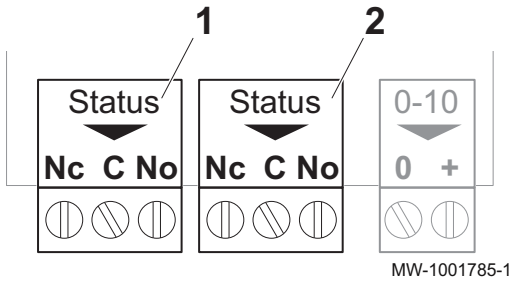 1 2
Status Status 0-10
Nc C No Nc C No 0 +
MW-1001785-1